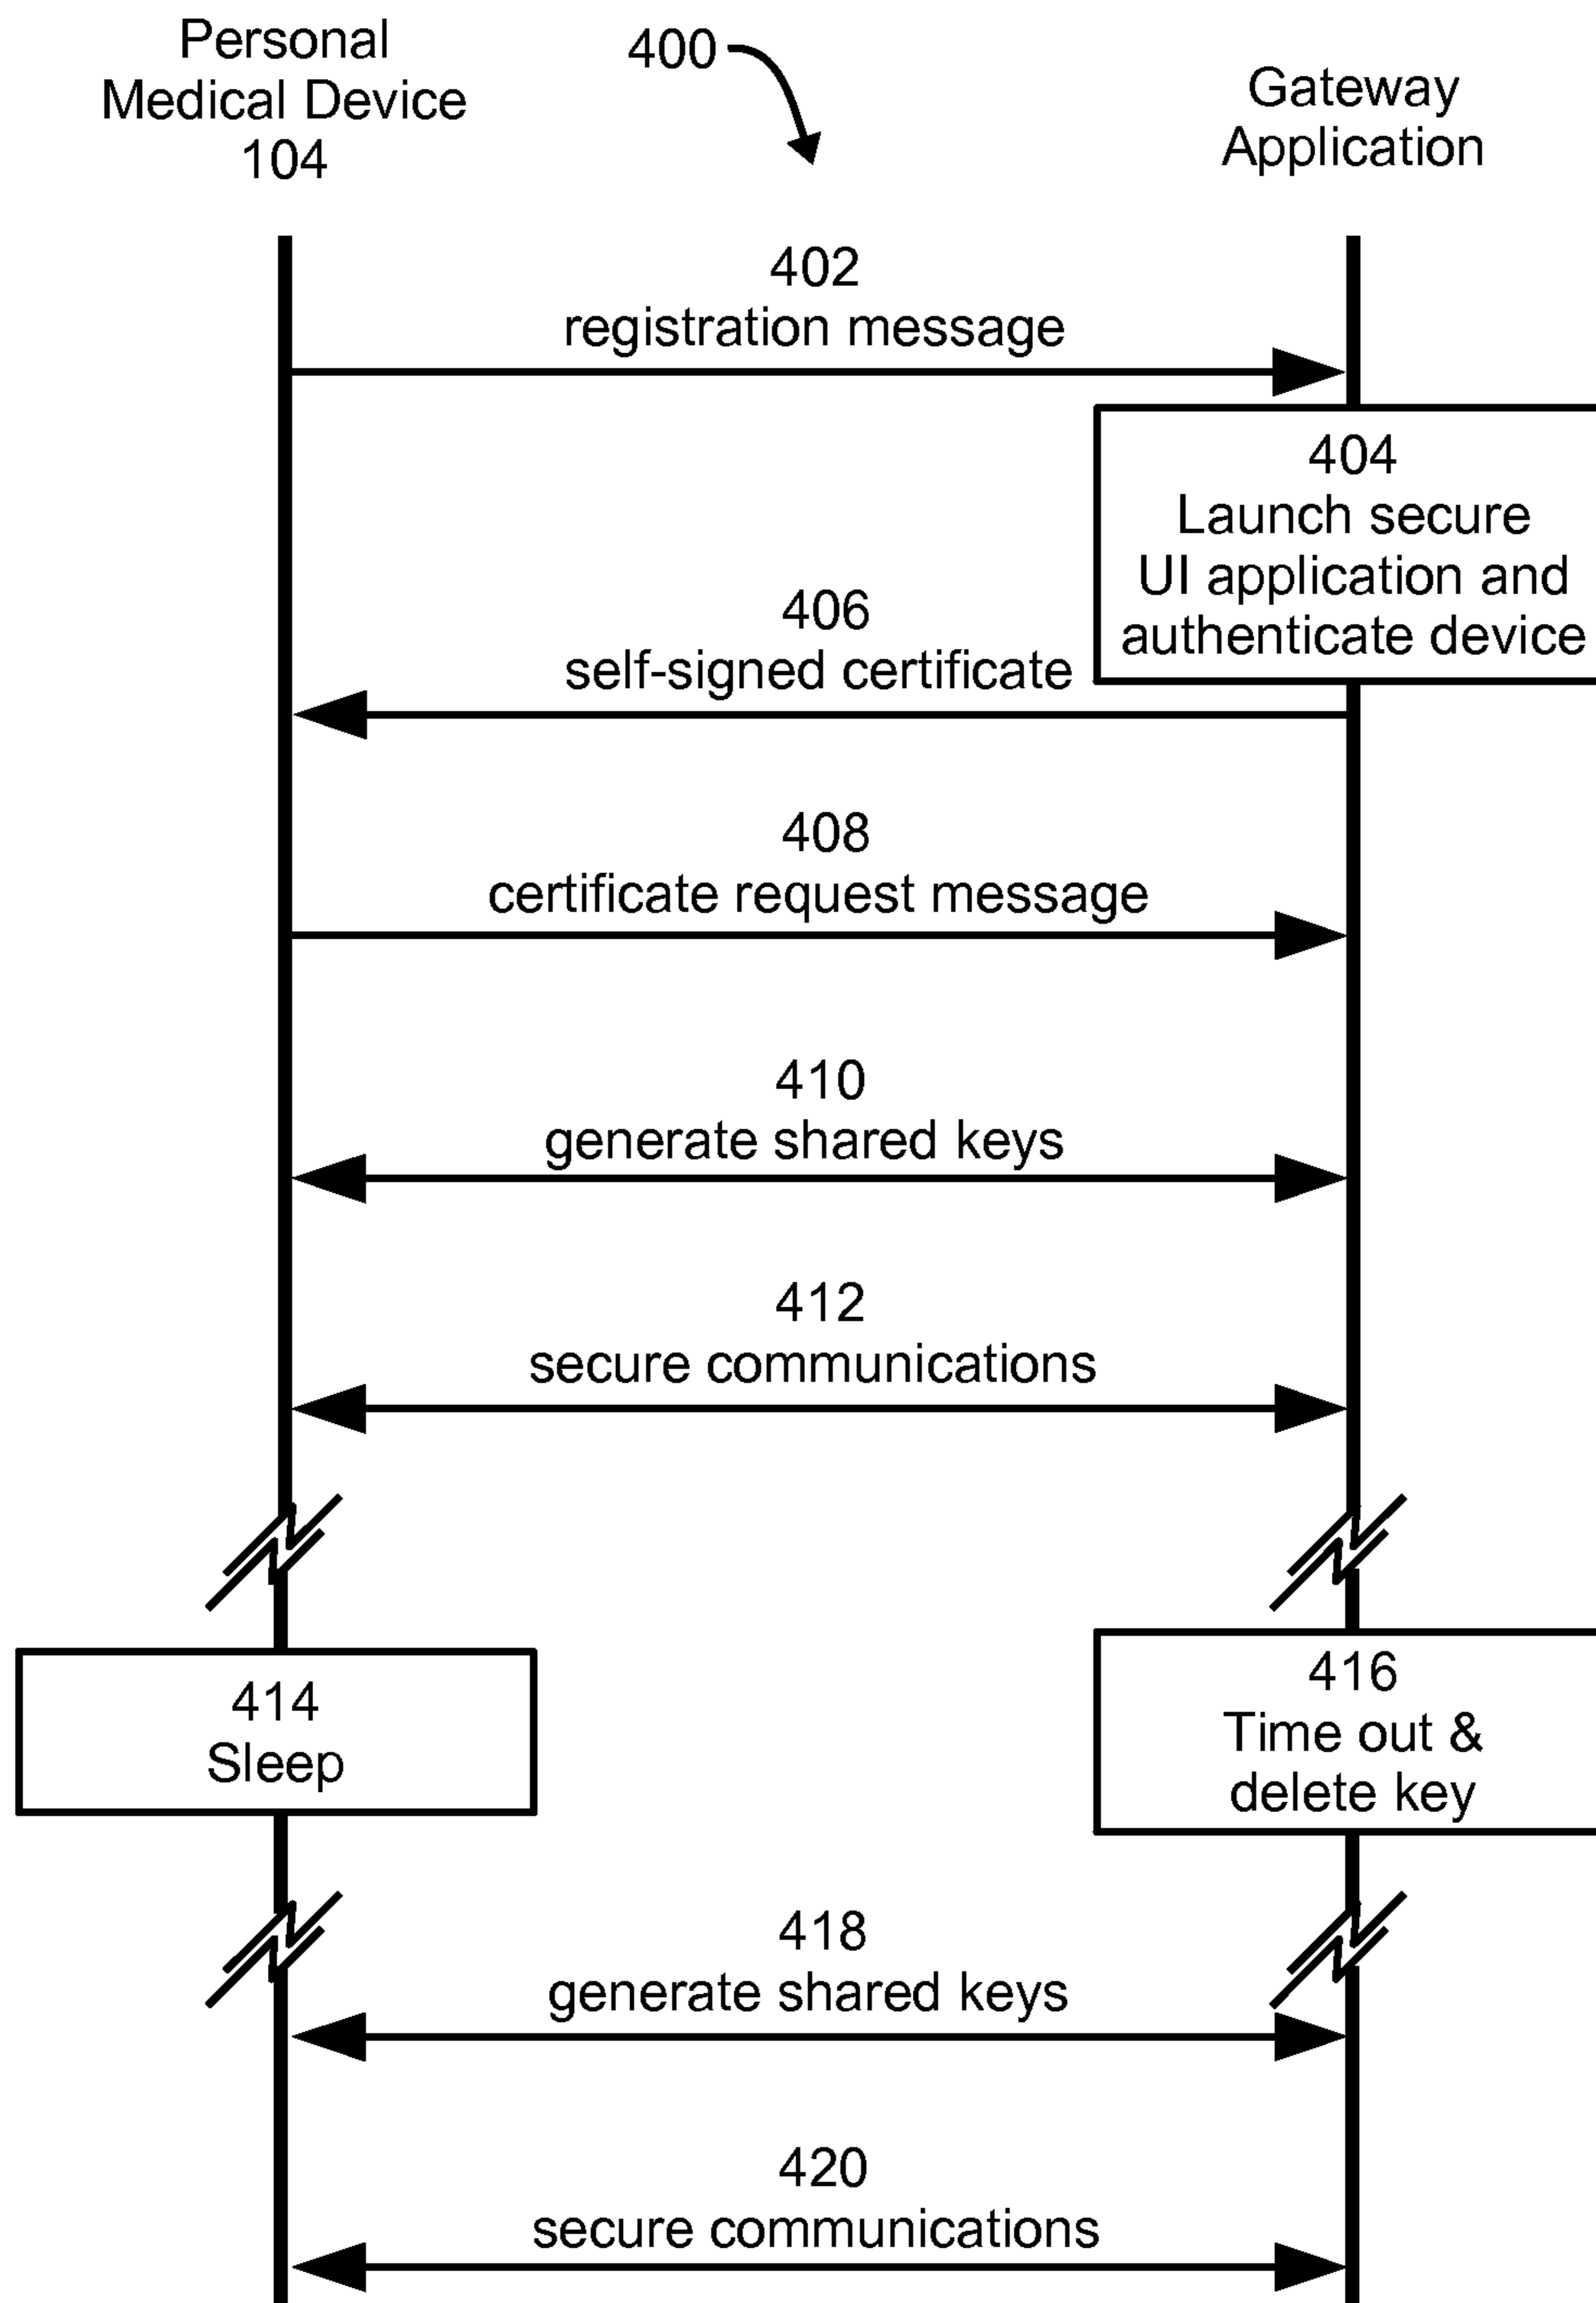 Personal
Medical Device
104
400
Gateway
Application
402
registration message
404
Launch secure
UI application and
authenticate device
406
self-signed certificate
408
certificate request message
410
generate shared keys
412
secure communications
414
Sleep
416
Time out &
delete key
418
generate shared keys
420
secure communications